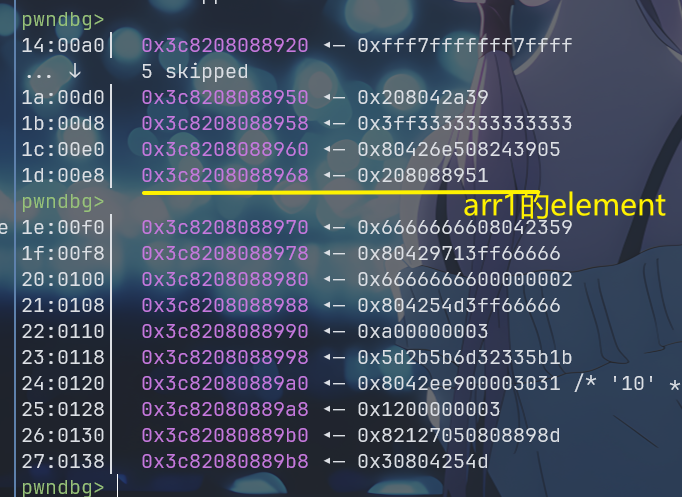 pwndbg>
14:00a0│ 0x3c8208088920 ◂— 0xfff7fffffff7ffff
... ↓ 5 skipped
1a:00d0│ 0x3c8208088950 ◂— 0x208042a39
1b:00d8│ 0x3c8208088958 ◂— 0x3ff3333333333333
1c:00e0│ 0x3c8208088960 ◂— 0x80426e508243905
1d:00e8│ 0x3c8208088968 ◂— 0x208088951
pwndbg>
arr1的element
e 1e:00f0│ 0x3c8208088970 ◂— 0x6666666608042359
1f:00f8│ 0x3c8208088978 ◂— 0x80429713ff66666
20:0100│ 0x3c8208088980 ◂— 0x6666666600000002
21:0108│ 0x3c8208088988 ◂— 0x804254d3ff66666
22:0110│ 0x3c8208088990 ◂— 0xa00000003
23:0118│ 0x3c8208088998 ◂— 0x5d2b5b6d32335b1b
24:0120│ 0x3c82080889a0 ◂— 0x8042ee900003031 /* '10' *
25:0128│ 0x3c82080889a8 ◂— 0x1200000003
26:0130│ 0x3c82080889b0 ◂— 0x82127050808898d
27:0138│ 0x3c82080889b8 ◂— 0x30804254d
pwndbg>